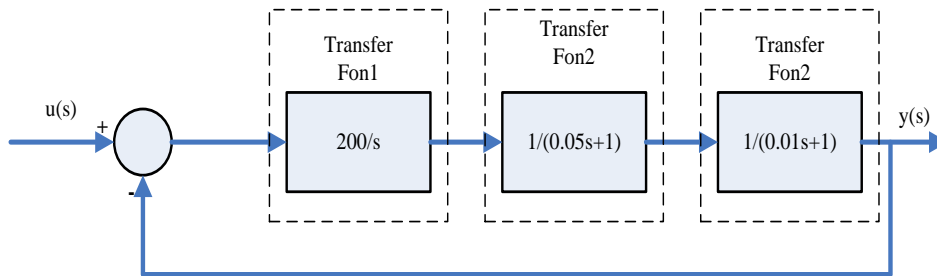 Transfer
Fon1
Transfer
Fon2
Transfer
Fon2
u(s)
+
200/s
1/(0.05s+1)
1/(0.01s+1)
y(s)
-